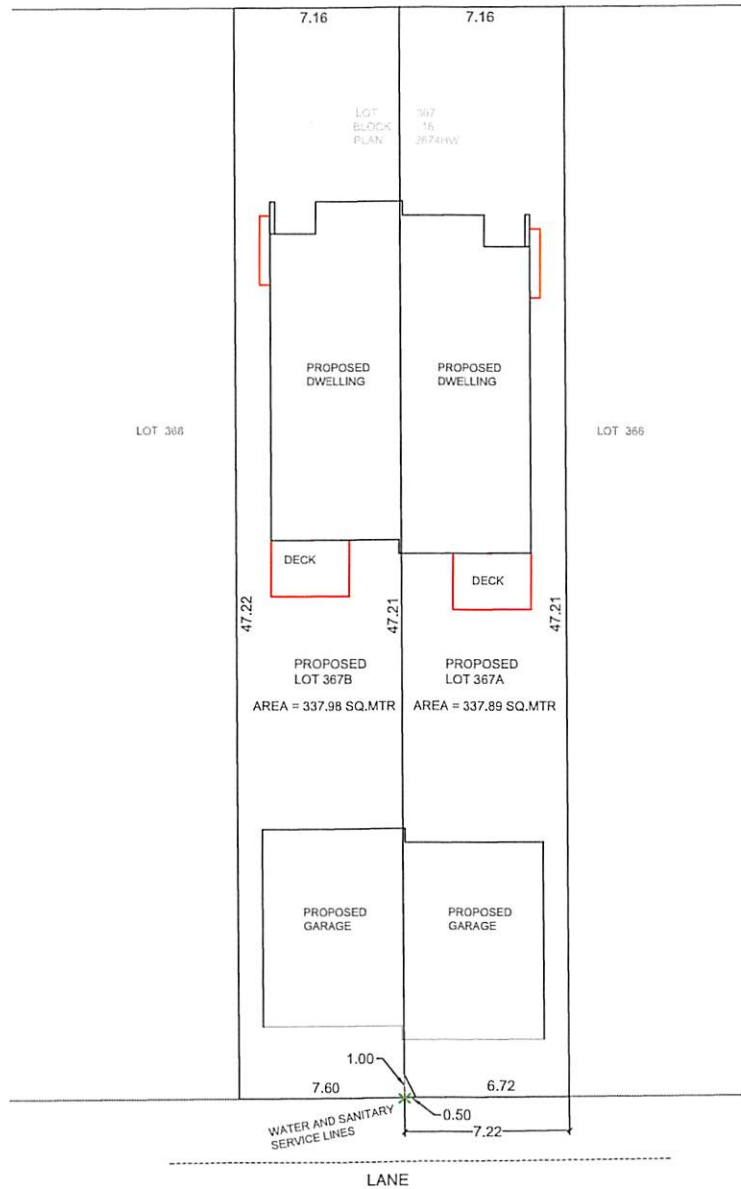 7.16 7.16
LOT 367
BLOCK 16
PLAN 2674HW
PROPOSED
DWELLING
PROPOSED
DWELLING
LOT 368
LOT 366
DECK
DECK
47.22
47.21
47.21
PROPOSED
LOT 367B
AREA = 337.98 SQ.MTR
PROPOSED
LOT 367A
AREA = 337.89 SQ.MTR
PROPOSED
GARAGE
PROPOSED
GARAGE
1.00
7.60
6.72
0.50
WATER AND SANITARY
SERVICE LINES
7.22
LANE